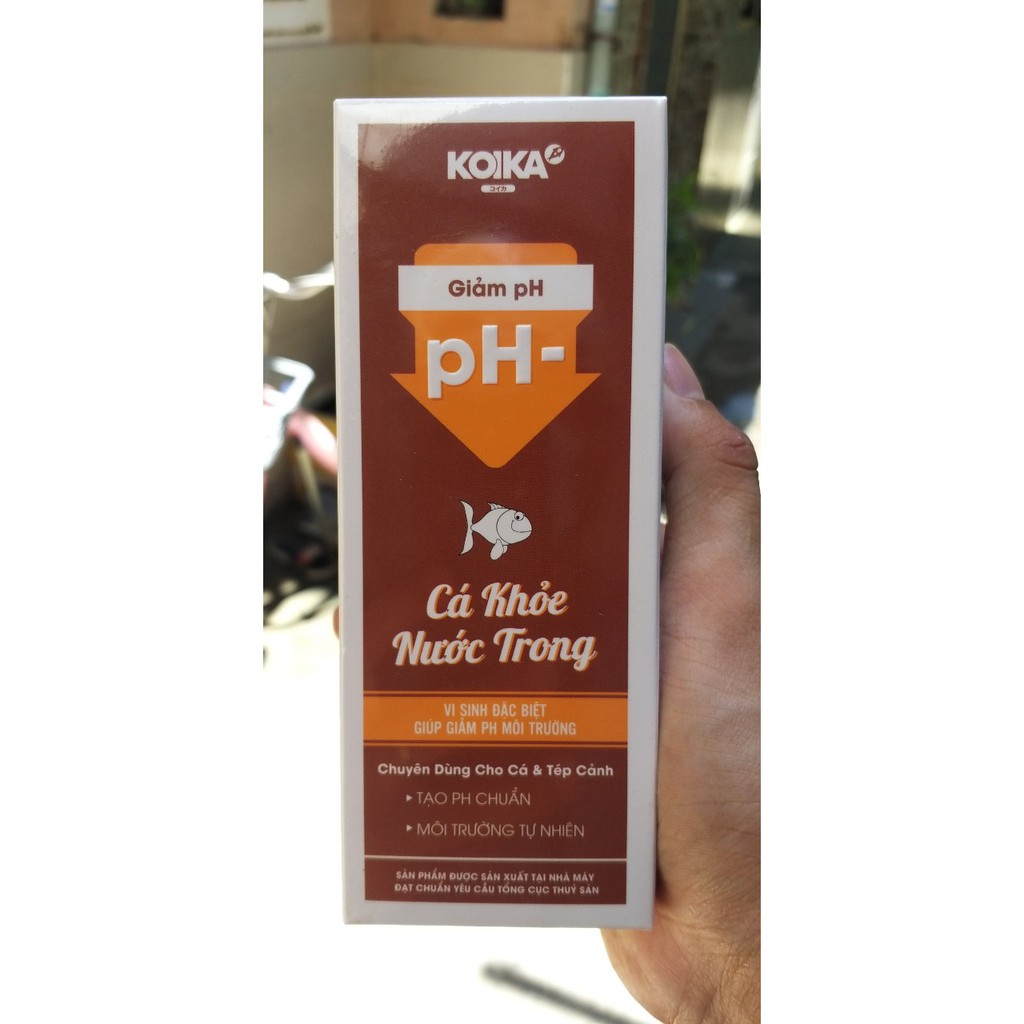 KOIKA
コイカ
Giảm pH
pH-
Cá Khỏe
Nước Trong
VI SINH ĐẶC BIỆT
GIÚP GIẢM PH MÔI TRƯỜNG
Chuyên Dùng Cho Cá & Tép Cảnh
▸ TẠO PH CHUẨN
▸ MÔI TRƯỜNG TỰ NHIÊN
SẢN PHẨM ĐƯỢC SẢN XUẤT TẠI NHÀ MÁY
ĐẠT CHUẨN YÊU CẦU TỔNG CỤC THUỶ SẢN